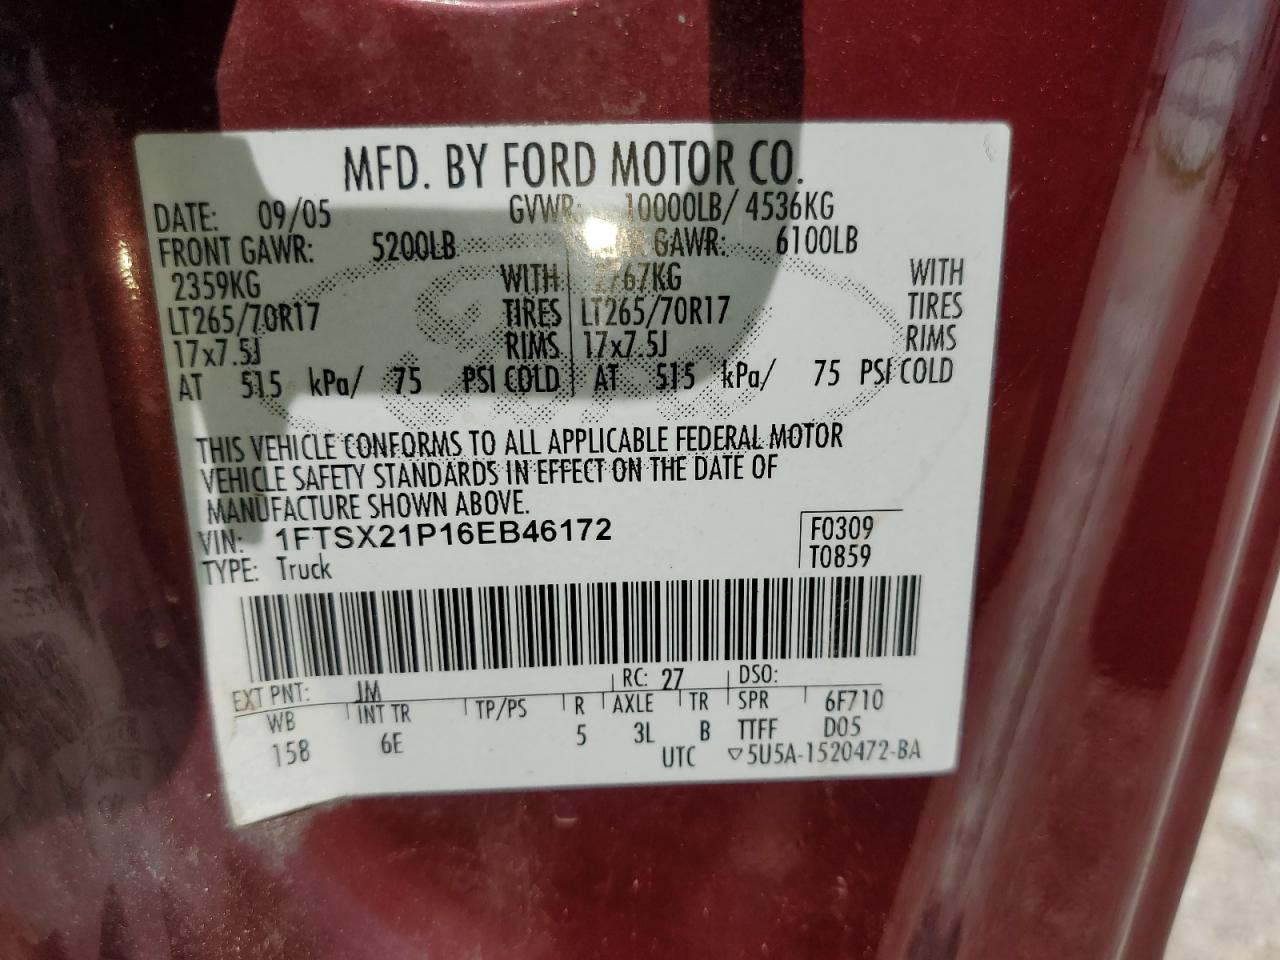 MFD. BY FORD MOTOR CO.
DATE: 09/05 GVWR: 10000LB/ 4536KG
FRONT GAWR: 5200LB GAWR: 6100LB
2359KG WITH 2767KG WITH
LT265/70R17 TIRES LT265/70R17 TIRES
17x7.5J RIMS 17x7.5J RIMS
AT 515 kPa/ 75 PSI COLD AT 515 kPa/ 75 PSI COLD
THIS VEHICLE CONFORMS TO ALL APPLICABLE FEDERAL MOTOR
VEHICLE SAFETY STANDARDS IN EFFECT ON THE DATE OF
MANUFACTURE SHOWN ABOVE.
VIN: 1FTSX21P16EB46172 F0309
TYPE: Truck T0859
EXT PNT: JM RC: 27 DSO:
WB INT TR TP/PS R AXLE TR SPR 6F710
158 6E 5 3L B TTFF D05
UTC ▽5U5A-1520472-BA